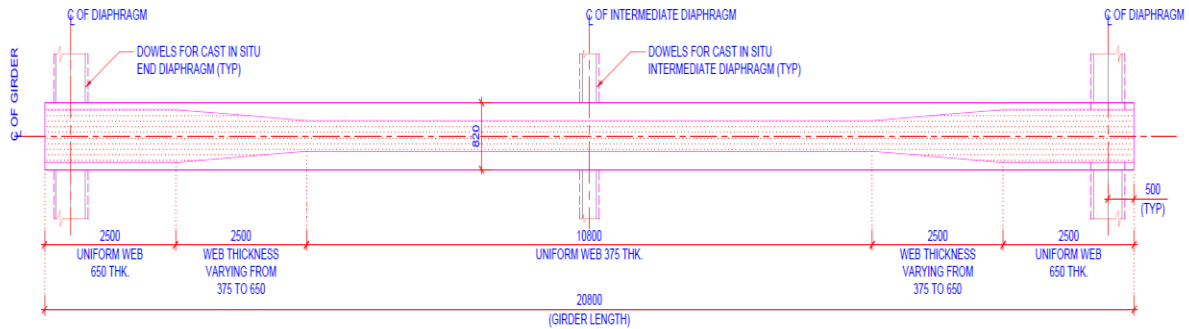 ℄ OF DIAPHRAGM
℄ OF INTERMEDIATE DIAPHRAGM
℄ OF DIAPHRAGM
DOWELS FOR CAST IN SITU
END DIAPHRAGM (TYP)
DOWELS FOR CAST IN SITU
INTERMEDIATE DIAPHRAGM (TYP)
℄ OF GIRDER
820
500
(TYP)
2500
UNIFORM WEB
650 THK.
2500
WEB THICKNESS
VARYING FROM
375 TO 650
10800
UNIFORM WEB 375 THK.
2500
WEB THICKNESS
VARYING FROM
375 TO 650
2500
UNIFORM WEB
650 THK.
20800
(GIRDER LENGTH)